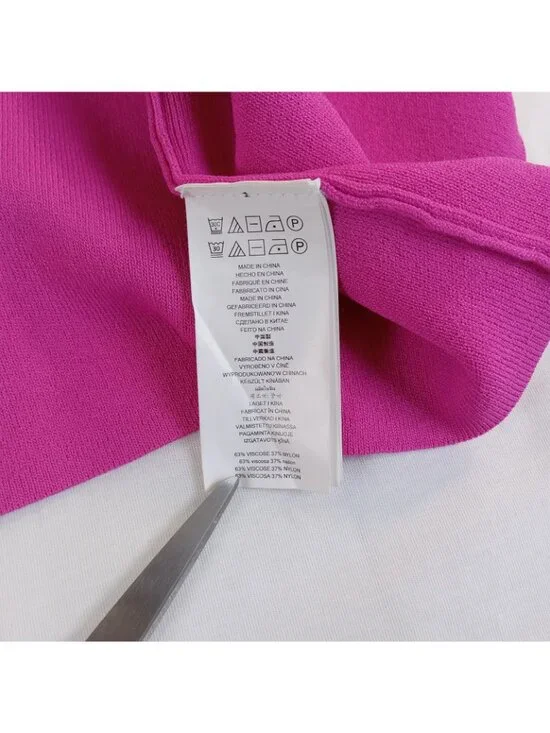 30C P
30 P
MADE IN CHINA
HECHO EN CHINA
FABRIQUÉ EN CHINE
FABBRICATO IN CINA
MADE IN CHINA
GEFABRICEERD IN CHINA
FREMSTILLET I KINA
СДЕЛАНО В КИТАЕ
FEITO NA CHINA
中国製
中国制造
中國製造
FABRICADO NA CHINA
VYROBENO V ČÍNĚ
WYPRODUKOWANO W CHINACH
KÉSZÜLT KÍNÁBAN
LAGET I KINA
FABRICAT ÎN CHINA
TILLVERKAD I KINA
VALMISTETTU KIINASSA
PAGAMINTA KINIJOJE
IZGATAVOTS ĶĪNĀ
63% VISCOSE 37% NYLON
63% viscosa 37% nailon
63% VISCOSE 37% NYLON
63% VISCOSA 37% NYLON